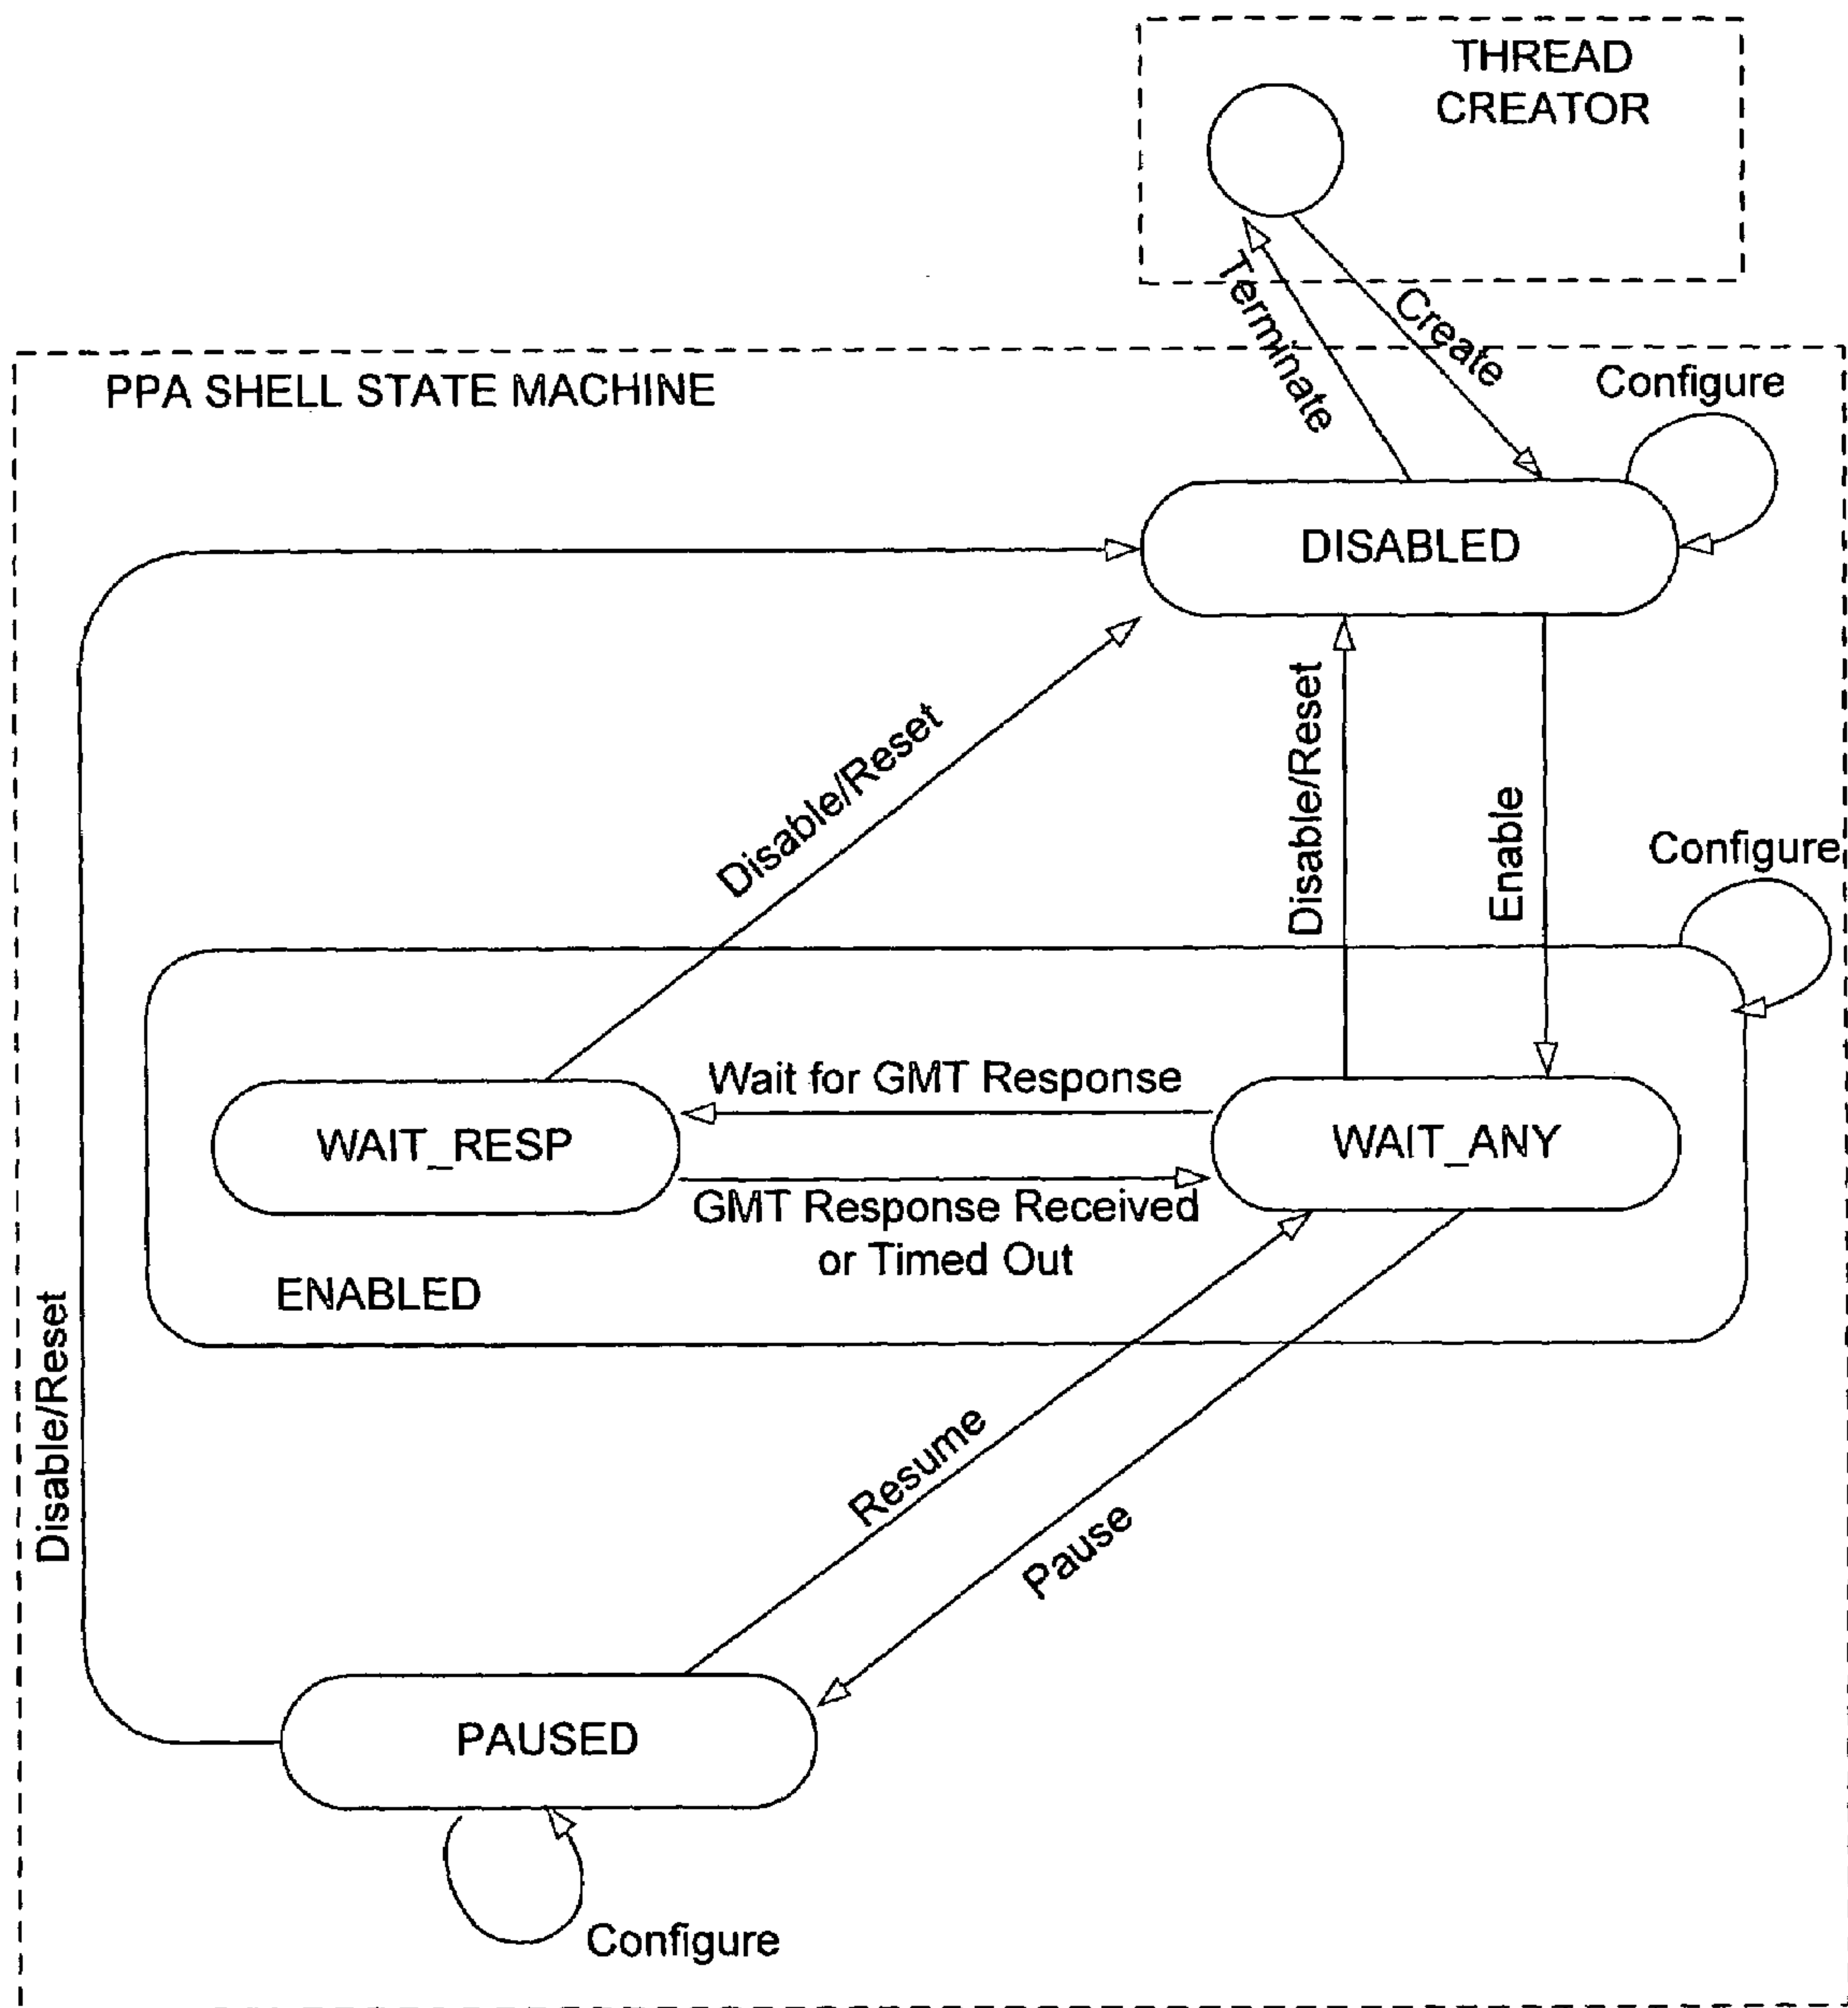 THREAD
CREATOR
Terminate
Create
PPA SHELL STATE MACHINE
Configure
DISABLED
Disable/Reset
Disable/Reset
Enable
Configure
Wait for GMT Response
WAIT_RESP
WAIT_ANY
GMT Response Received
or Timed Out
ENABLED
Disable/Reset
Resume
Pause
PAUSED
Configure